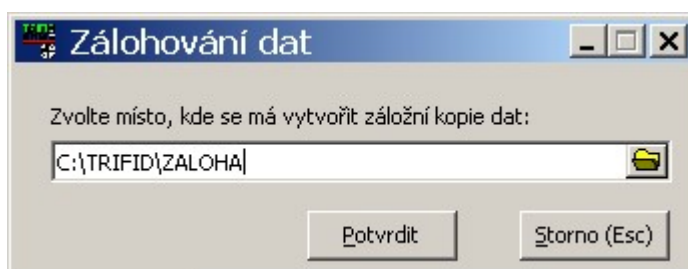 Zálohování dat
Zvolte místo, kde se má vytvořit záložní kopie dat:
C:\TRIFID\ZALOHA
Potvrdit
Storno (Esc)